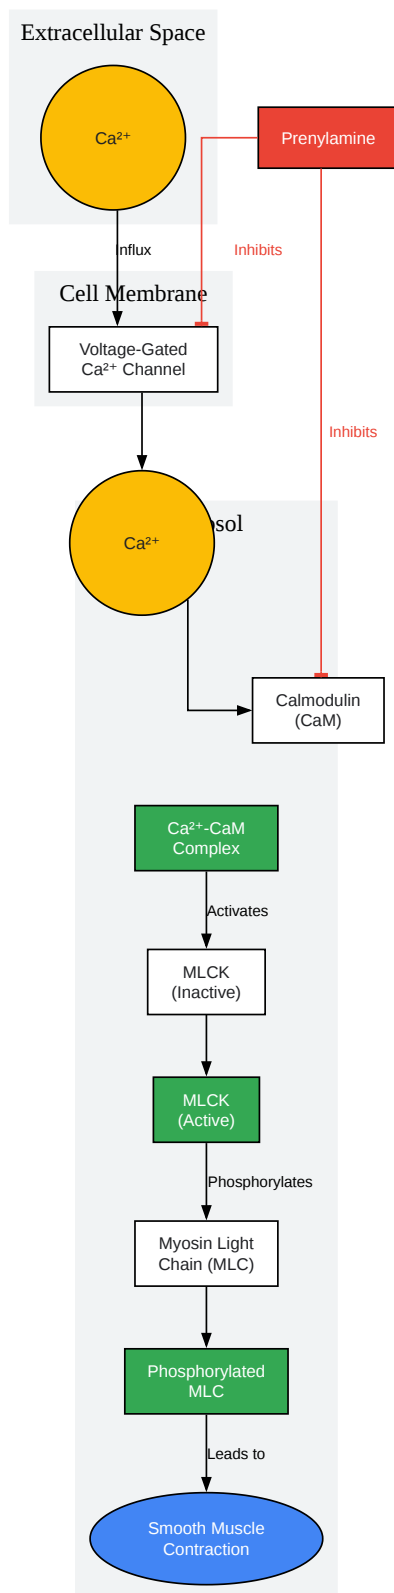 Extracellular Space
Ca²⁺
Prenylamine
Influx
Inhibits
Cell Membrane
Voltage-Gated
Ca²⁺ Channel
Inhibits
Ca²⁺
Calmodulin
(CaM)
Ca²⁺-CaM
Complex
Activates
MLCK
(Inactive)
MLCK
(Active)
Phosphorylates
Myosin Light
Chain (MLC)
Phosphorylated
MLC
Leads to
Smooth Muscle
Contraction